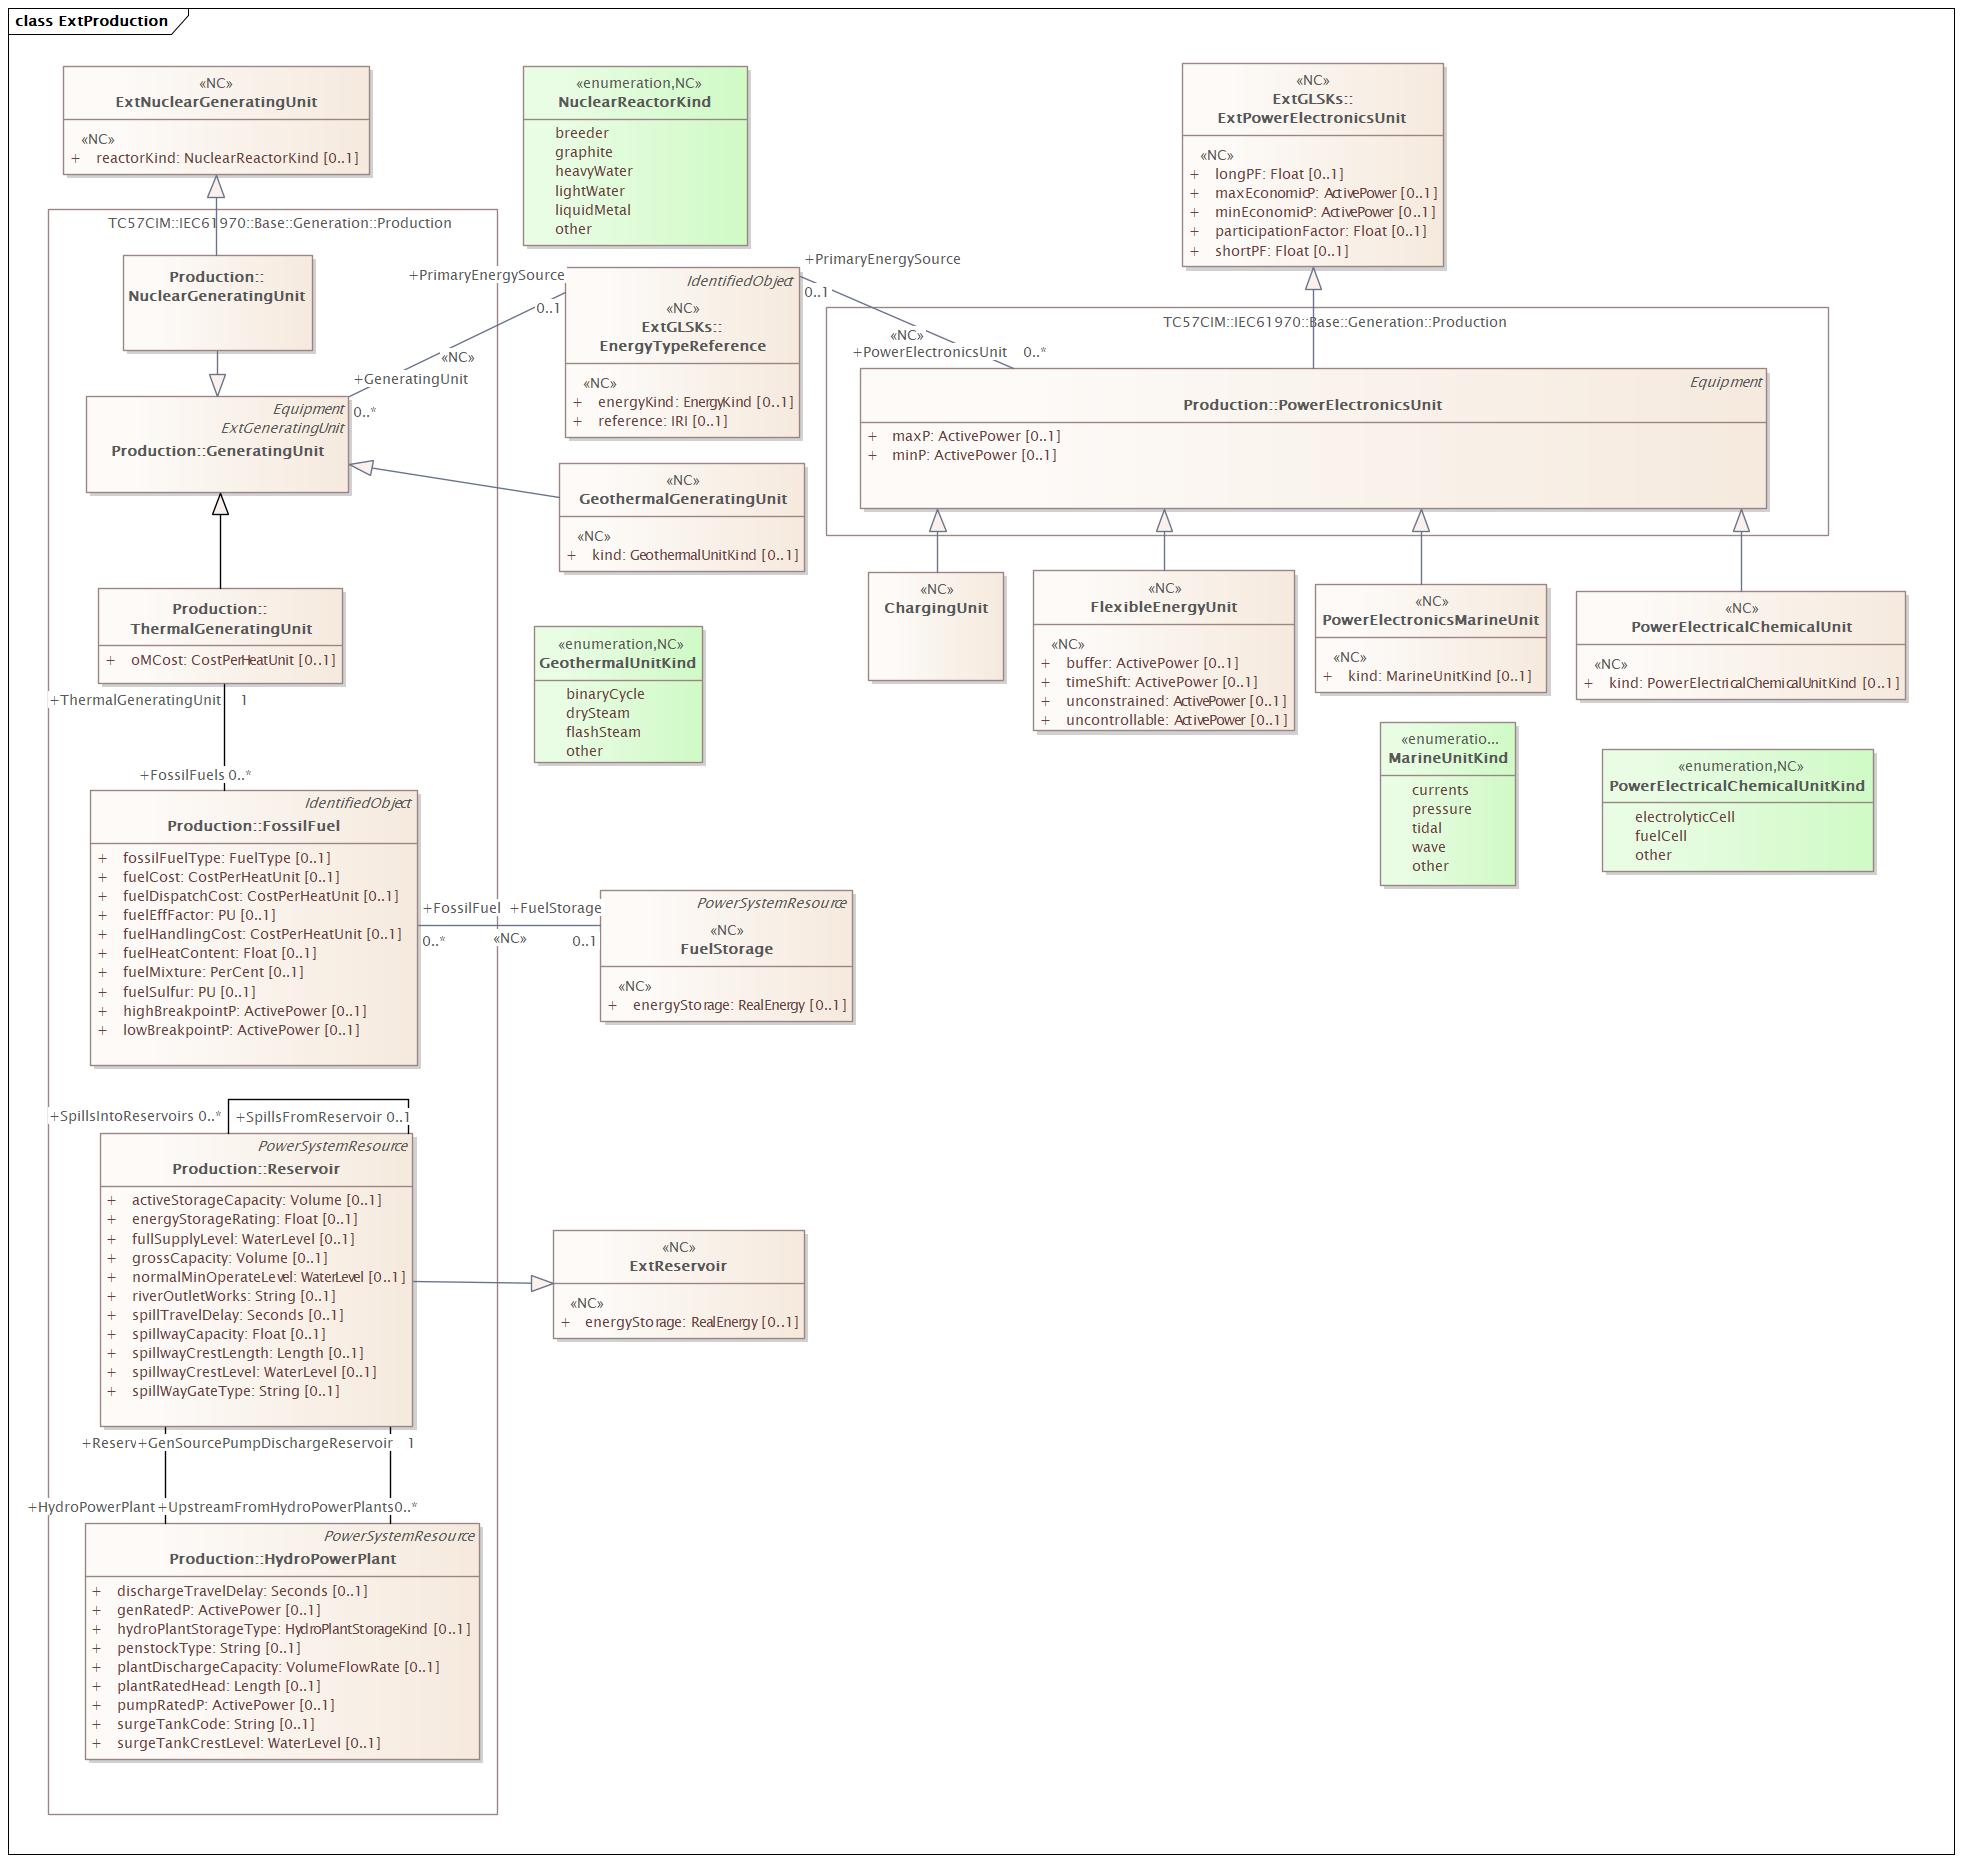 class ExtProduction
«NC»
ExtNuclearGeneratingUnit
«NC»
+ reactorKind: NuclearReactorKind [0..1]
«enumeration,NC»
NuclearReactorKind
breeder
graphite
heavyWater
lightWater
liquidMetal
other
«NC»
ExtGLSKs::
ExtPowerElectronicsUnit
«NC»
+ longPF: Float [0..1]
+ maxEconomicP: ActivePower [0..1]
+ minEconomicP: ActivePower [0..1]
+ participationFactor: Float [0..1]
+ shortPF: Float [0..1]
TC57CIM::IEC61970::Base::Generation::Production
Production::
NuclearGeneratingUnit
+PrimaryEnergySource
0..1
«NC»
+GeneratingUnit
0..*
IdentifiedObject
«NC»
ExtGLSKs::
EnergyTypeReference
«NC»
+ energyKind: EnergyKind [0..1]
+ reference: IRI [0..1]
+PrimaryEnergySource
0..1
«NC»
+PowerElectronicsUnit 0..*
TC57CIM::IEC61970::Base::Generation::Production
Equipment
Production::PowerElectronicsUnit
+ maxP: ActivePower [0..1]
+ minP: ActivePower [0..1]
Equipment
ExtGeneratingUnit
Production::GeneratingUnit
«NC»
GeothermalGeneratingUnit
«NC»
+ kind: GeothermalUnitKind [0..1]
«NC»
ChargingUnit
«NC»
FlexibleEnergyUnit
«NC»
+ buffer: ActivePower [0..1]
+ timeShift: ActivePower [0..1]
+ unconstrained: ActivePower [0..1]
+ uncontrollable: ActivePower [0..1]
«NC»
PowerElectronicsMarineUnit
«NC»
+ kind: MarineUnitKind [0..1]
«NC»
PowerElectricalChemicalUnit
«NC»
+ kind: PowerElectricalChemicalUnitKind [0..1]
Production::
ThermalGeneratingUnit
+ oMCost: CostPerHeatUnit [0..1]
+ThermalGeneratingUnit 1
+FossilFuels 0..*
«enumeration,NC»
GeothermalUnitKind
binaryCycle
drySteam
flashSteam
other
«enumeratio...
MarineUnitKind
currents
pressure
tidal
wave
other
«enumeration,NC»
PowerElectricalChemicalUnitKind
electrolyticCell
fuelCell
other
IdentifiedObject
Production::FossilFuel
+ fossilFuelType: FuelType [0..1]
+ fuelCost: CostPerHeatUnit [0..1]
+ fuelDispatchCost: CostPerHeatUnit [0..1]
+ fuelEffFactor: PU [0..1]
+ fuelHandlingCost: CostPerHeatUnit [0..1]
+ fuelHeatContent: Float [0..1]
+ fuelMixture: PerCent [0..1]
+ fuelSulfur: PU [0..1]
+ highBreakpointP: ActivePower [0..1]
+ lowBreakpointP: ActivePower [0..1]
+FossilFuel +FuelStorage
0..* «NC» 0..1
PowerSystemResource
«NC»
FuelStorage
«NC»
+ energyStorage: RealEnergy [0..1]
+SpillsIntoReservoirs 0..* +SpillsFromReservoir 0..1
PowerSystemResource
Production::Reservoir
+ activeStorageCapacity: Volume [0..1]
+ energyStorageRating: Float [0..1]
+ fullSupplyLevel: WaterLevel [0..1]
+ grossCapacity: Volume [0..1]
+ normalMinOperateLevel: WaterLevel [0..1]
+ riverOutletWorks: String [0..1]
+ spillTravelDelay: Seconds [0..1]
+ spillwayCapacity: Float [0..1]
+ spillwayCrestLength: Length [0..1]
+ spillwayCrestLevel: WaterLevel [0..1]
+ spillWayGateType: String [0..1]
«NC»
ExtReservoir
«NC»
+ energyStorage: RealEnergy [0..1]
+Reserv+GenSourcePumpDischargeReservoir 1
+HydroPowerPlant +UpstreamFromHydroPowerPlants0..*
PowerSystemResource
Production::HydroPowerPlant
+ dischargeTravelDelay: Seconds [0..1]
+ genRatedP: ActivePower [0..1]
+ hydroPlantStorageType: HydroPlantStorageKind [0..1]
+ penstockType: String [0..1]
+ plantDischargeCapacity: VolumeFlowRate [0..1]
+ plantRatedHead: Length [0..1]
+ pumpRatedP: ActivePower [0..1]
+ surgeTankCode: String [0..1]
+ surgeTankCrestLevel: WaterLevel [0..1]